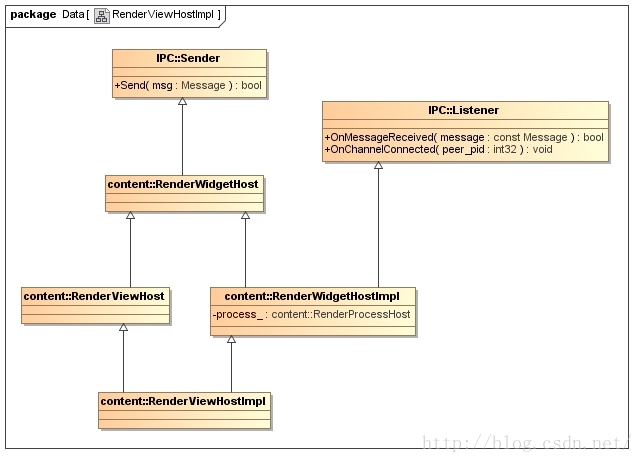 package Data [ RenderViewHostImpl ]
IPC::Sender
+Send( msg : Message ) : bool
IPC::Listener
+OnMessageReceived( message : const Message ) : bool
+OnChannelConnected( peer_pid : int32 ) : void
content::RenderWidgetHost
content::RenderViewHost
content::RenderWidgetHostImpl
-process_ : content::RenderProcessHost
content::RenderViewHostImpl
http://blog.csdn.net/